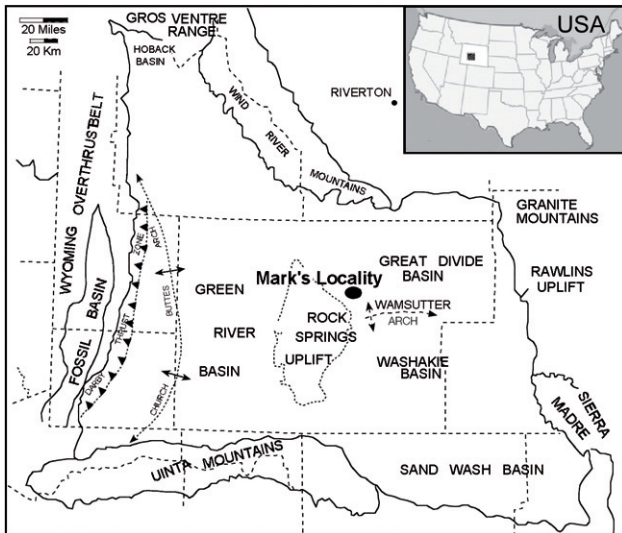 20 Miles
20 Km
GROS VENTRE
RANGE
HOBACK
BASIN
USA
WIND
RIVER
MOUNTAINS
RIVERTON
WYOMING OVERTHRUST BELT
FOSSIL BASIN
DARBY THRUST ZONE
CHURCH BUTTES ARCH
GREEN
RIVER
BASIN
Mark's Locality
ROCK
SPRINGS
UPLIFT
GREAT DIVIDE
BASIN
WAMSUTTER
ARCH
WASHAKIE
BASIN
GRANITE
MOUNTAINS
RAWLINS
UPLIFT
SIERRA
MADRE
UINTA MOUNTAINS
SAND WASH BASIN